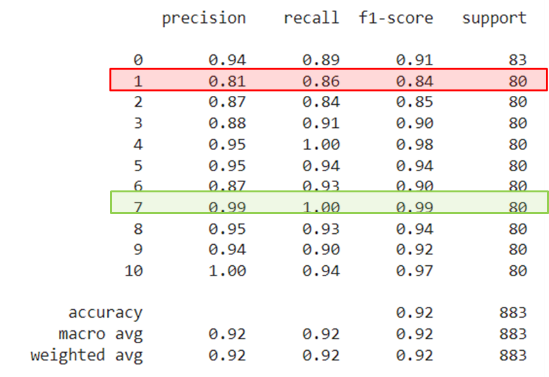 precision recall f1-score support
0 0.94 0.89 0.91 83
1 0.81 0.86 0.84 80
2 0.87 0.84 0.85 80
3 0.88 0.91 0.90 80
4 0.95 1.00 0.98 80
5 0.95 0.94 0.94 80
6 0.87 0.93 0.90 80
7 0.99 1.00 0.99 80
8 0.95 0.93 0.94 80
9 0.94 0.90 0.92 80
10 1.00 0.94 0.97 80
accuracy 0.92 883
macro avg 0.92 0.92 0.92 883
weighted avg 0.92 0.92 0.92 883